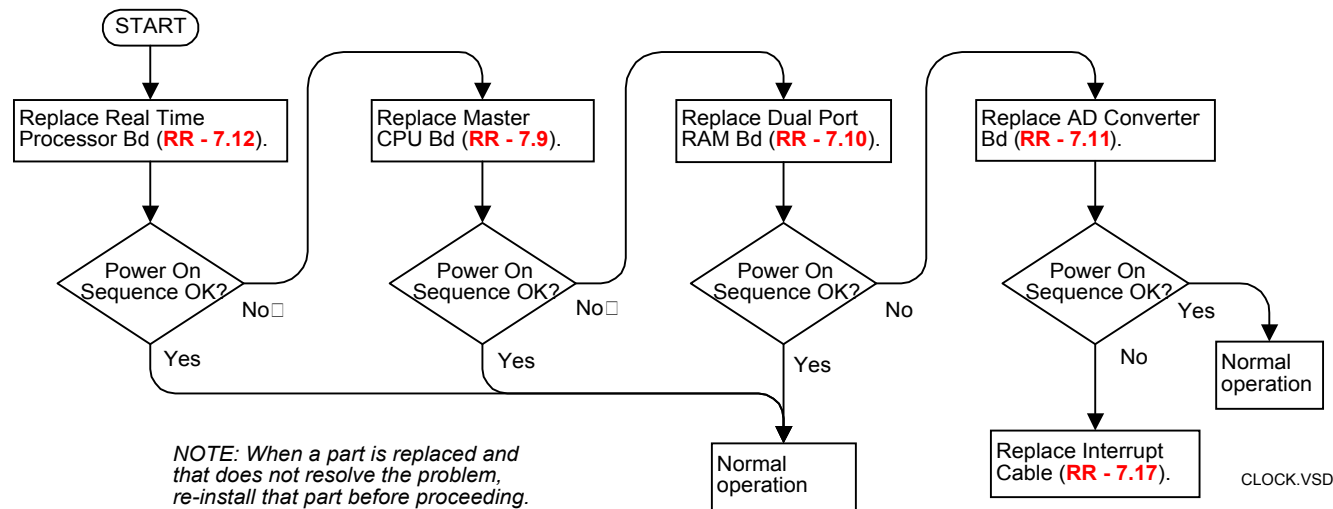 START
Replace Real Time
Processor Bd (RR - 7.12).
Power On
Sequence OK?
No□
Yes
Replace Master
CPU Bd (RR - 7.9).
Power On
Sequence OK?
No□
Yes
Replace Dual Port
RAM Bd (RR - 7.10).
Power On
Sequence OK?
No
Yes
Replace AD Converter
Bd (RR - 7.11).
Power On
Sequence OK?
Yes
No
Normal
operation
Replace Interrupt
Cable (RR - 7.17).
Normal
operation
NOTE: When a part is replaced and
that does not resolve the problem,
re-install that part before proceeding.
CLOCK.VSD